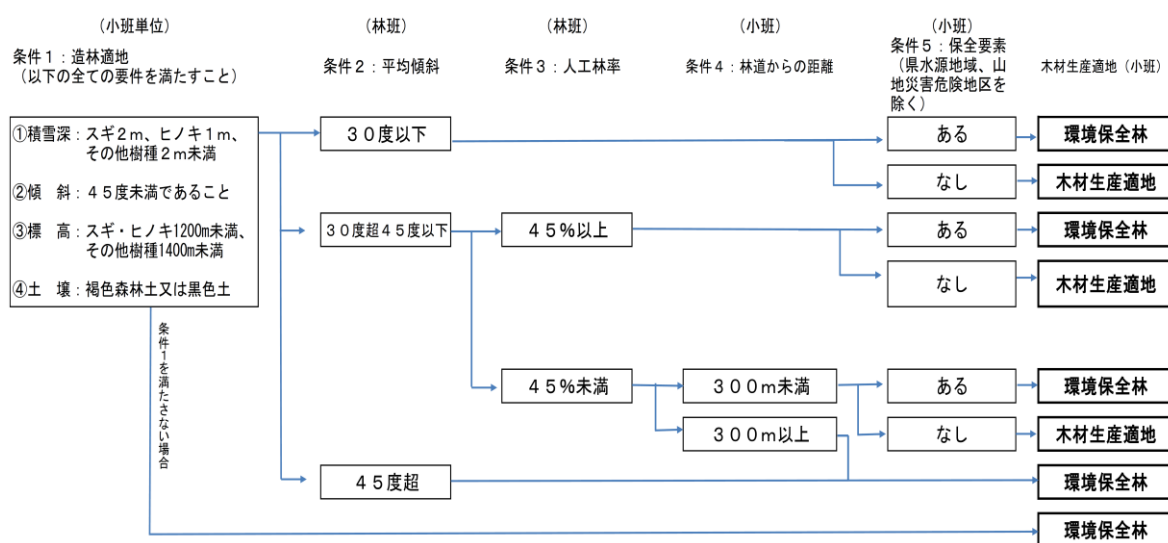 （小班単位）
（林班）
（林班）
（小班）
（小班）
条件１：造林適地
（以下の全ての要件を満たすこと）
条件２：平均傾斜
条件３：人工林率
条件４：林道からの距離
条件５：保全要素
（県水源地域、山
地災害危険地区を
除く）
木材生産適地（小班）
①積雪深：スギ２ｍ、ヒノキ１ｍ、
その他樹種２ｍ未満
②傾　斜：４５度未満であること
③標　高：スギ・ヒノキ1200m未満、
その他樹種1400m未満
④土　壌：褐色森林土又は黒色土
３０度以下
ある
環境保全林
なし
木材生産適地
３０度超４５度以下
４５％以上
ある
環境保全林
なし
木材生産適地
条件１を満たさない場合
４５％未満
３００ｍ未満
ある
環境保全林
３００ｍ以上
なし
木材生産適地
４５度超
環境保全林
環境保全林